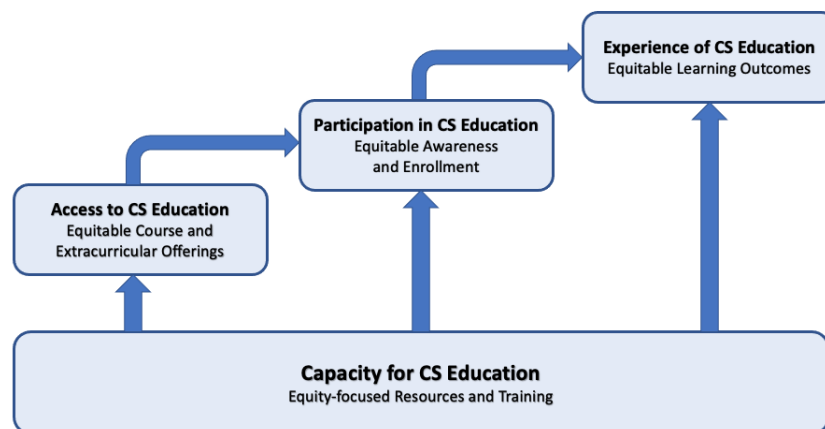 Experience of CS Education
Equitable Learning Outcomes
Participation in CS Education
Equitable Awareness
and Enrollment
Access to CS Education
Equitable Course and
Extracurricular Offerings
Capacity for CS Education
Equity-focused Resources and Training